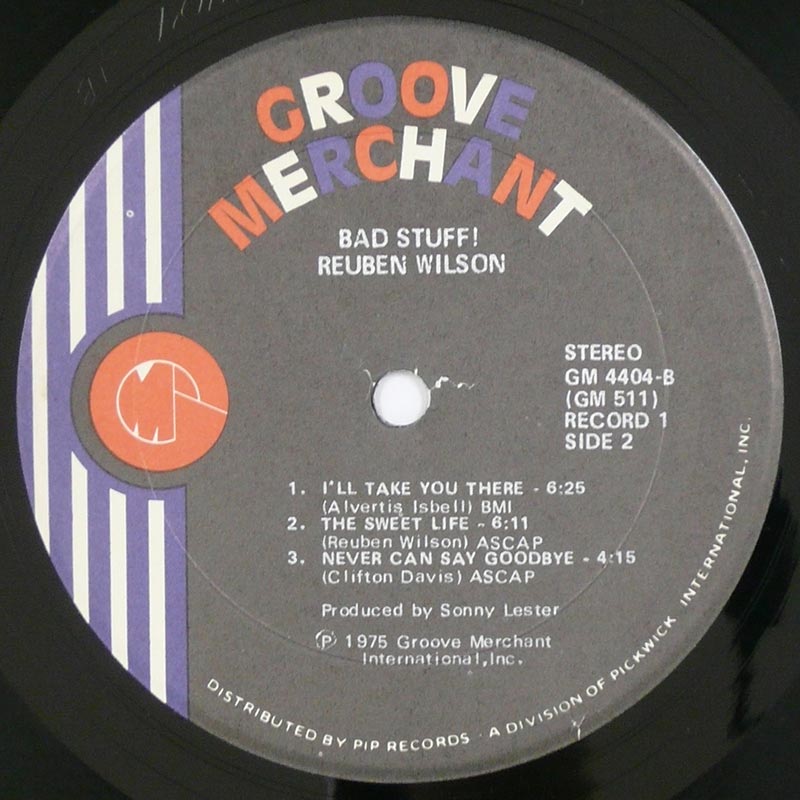 GROOVE
MERCHANT
BAD STUFF!
REUBEN WILSON
STEREO
GM 4404-B
(GM 511)
RECORD 1
SIDE 2
1. I'LL TAKE YOU THERE - 6:25
(Alvertis Isbell) BMI
2. THE SWEET LIFE - 6:11
(Reuben Wilson) ASCAP
3. NEVER CAN SAY GOODBYE - 4:15
(Clifton Davis) ASCAP
Produced by Sonny Lester
℗ 1975 Groove Merchant
International, Inc.
DISTRIBUTED BY PIP RECORDS · A DIVISION OF PICKWICK INTERNATIONAL, INC.